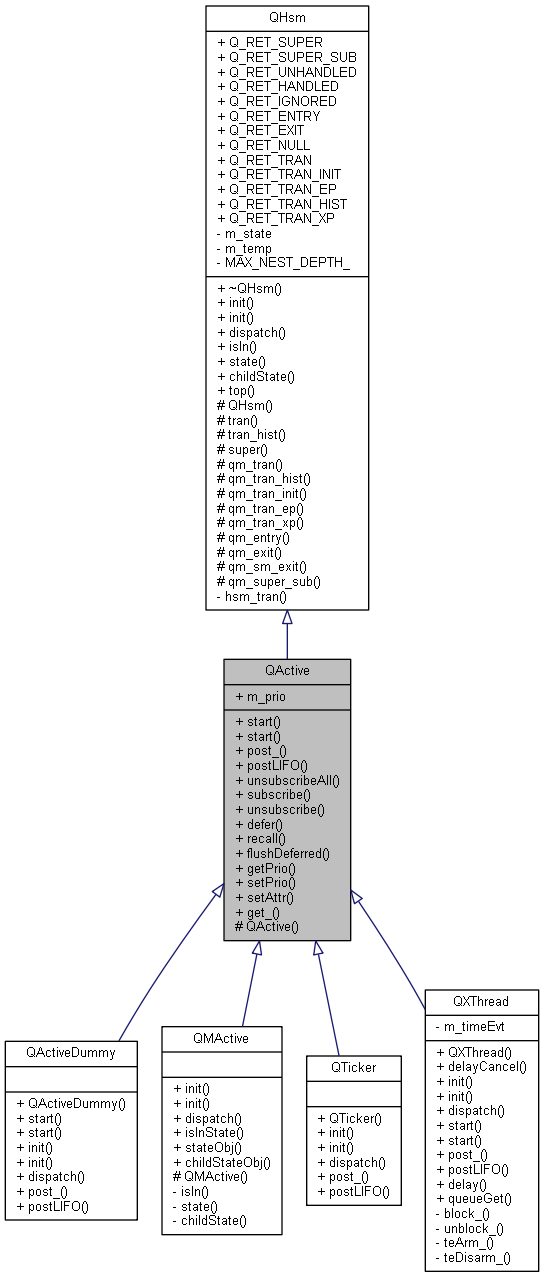 QHsm
+ Q_RET_SUPER
+ Q_RET_SUPER_SUB
+ Q_RET_UNHANDLED
+ Q_RET_HANDLED
+ Q_RET_IGNORED
+ Q_RET_ENTRY
+ Q_RET_EXIT
+ Q_RET_NULL
+ Q_RET_TRAN
+ Q_RET_TRAN_INIT
+ Q_RET_TRAN_EP
+ Q_RET_TRAN_HIST
+ Q_RET_TRAN_XP
- m_state
- m_temp
- MAX_NEST_DEPTH_
+ ~QHsm()
+ init()
+ init()
+ dispatch()
+ isIn()
+ state()
+ childState()
+ top()
# QHsm()
# tran()
# tran_hist()
# super()
# qm_tran()
# qm_tran_hist()
# qm_tran_init()
# qm_tran_ep()
# qm_tran_xp()
# qm_entry()
# qm_exit()
# qm_sm_exit()
# qm_super_sub()
- hsm_tran()
QActive
+ m_prio
+ start()
+ start()
+ post_()
+ postLIFO()
+ unsubscribeAll()
+ subscribe()
+ unsubscribe()
+ defer()
+ recall()
+ flushDeferred()
+ getPrio()
+ setPrio()
+ setAttr()
+ get_()
# QActive()
QActiveDummy
+ QActiveDummy()
+ start()
+ start()
+ init()
+ init()
+ dispatch()
+ post_()
+ postLIFO()
QMActive
+ init()
+ init()
+ dispatch()
+ isInState()
+ stateObj()
+ childStateObj()
# QMActive()
- isIn()
- state()
- childState()
QTicker
+ QTicker()
+ init()
+ init()
+ dispatch()
+ post_()
+ postLIFO()
QXThread
- m_timeEvt
+ QXThread()
+ delayCancel()
+ init()
+ init()
+ dispatch()
+ start()
+ start()
+ post_()
+ postLIFO()
+ delay()
+ queueGet()
- block_()
- unblock_()
- teArm_()
- teDisarm_()